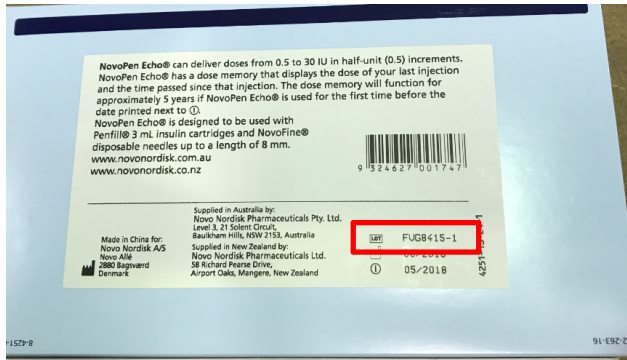 NovoPen Echo® can deliver doses from 0.5 to 30 IU in half-unit (0.5) increments.
NovoPen Echo® has a dose memory that displays the dose of your last injection
and the time passed since that injection. The dose memory will function for
approximately 5 years if NovoPen Echo® is used for the first time before the
date printed next to ⓘ.
NovoPen Echo® is designed to be used with
Penfill® 3 mL insulin cartridges and NovoFine®
disposable needles up to a length of 8 mm.
www.novonordisk.com.au
www.novonordisk.co.nz
9 324627 001747
Made in China for:
Novo Nordisk A/S
Novo Allé
2880 Bagsværd
Denmark
Supplied in Australia by:
Novo Nordisk Pharmaceuticals Pty. Ltd.
Level 3, 21 Solent Circuit,
Baulkham Hills, NSW 2153, Australia
Supplied in New Zealand by:
Novo Nordisk Pharmaceuticals Ltd.
58 Richard Pearse Drive,
Airport Oaks, Mangere, New Zealand
LOT FVG8415-1
ⓘ 05/2018